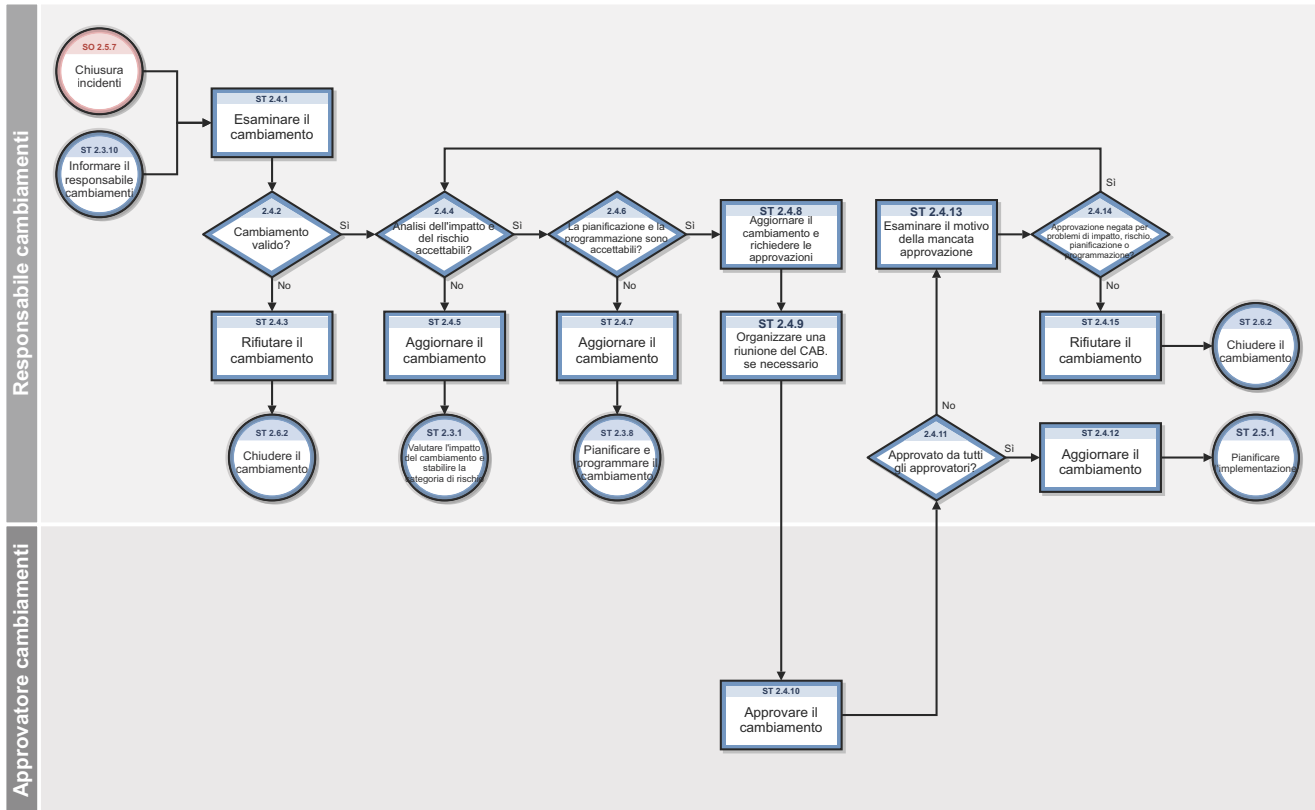 Responsabile cambiamenti
SO 2.5.7
Chiusura
incidenti
ST 2.3.10
Informare il
responsabile
cambiamenti
ST 2.4.1
Esaminare il
cambiamento
2.4.2
Cambiamento
valido?
Sì
No
ST 2.4.3
Rifiutare il
cambiamento
ST 2.6.2
Chiudere il
cambiamento
2.4.4
Analisi dell'impatto e
del rischio
accettabili?
Sì
No
ST 2.4.5
Aggiornare il
cambiamento
ST 2.3.1
Valutare l'impatto
del cambiamento e
stabilire la
categoria di rischio
2.4.6
La pianificazione e la
programmazione sono
accettabili?
Sì
No
ST 2.4.7
Aggiornare il
cambiamento
ST 2.3.8
Pianificare e
programmare il
cambiamento
ST 2.4.8
Aggiornare il
cambiamento e
richiedere le
approvazioni
ST 2.4.9
Organizzare una
riunione del CAB.
se necessario
ST 2.4.13
Esaminare il motivo
della mancata
approvazione
2.4.14
Approvazione negata per
problemi di impatto, rischio,
pianificazione o
programmazione?
Sì
No
ST 2.4.15
Rifiutare il
cambiamento
ST 2.6.2
Chiudere il
cambiamento
No
2.4.11
Approvato da tutti
gli approvatori?
Sì
ST 2.4.12
Aggiornare il
cambiamento
ST 2.5.1
Pianificare
l'implementazione
Approvatore cambiamenti
ST 2.4.10
Approvare il
cambiamento